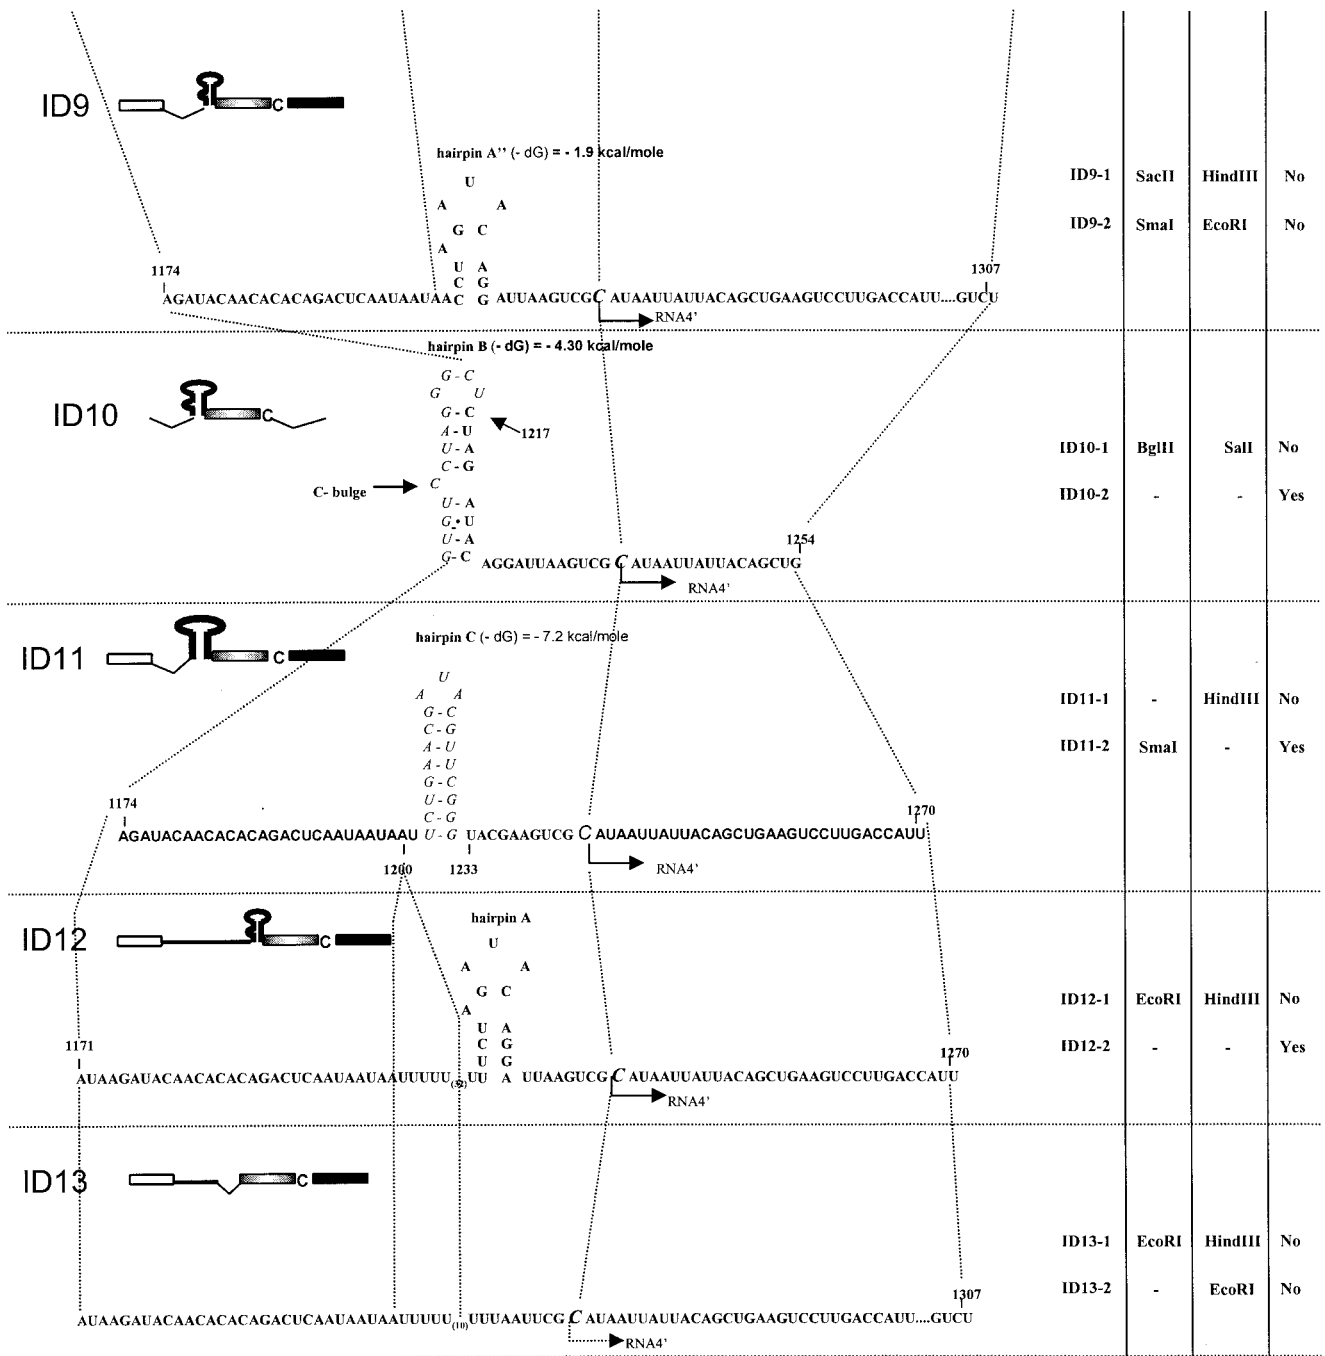 ID9
C
hairpin A’’ (- dG) = - 1.9 kcal/mole
U
A A
G C
A
U A
C G
1174
1307
AGAUACAACACACAGACUCAAUAAUAAC C G AUUAAGUCGC AUAAUUAUUACAGCUGAAGUCCUUGACCAUU....GUCU
RNA4'
ID9-1 SacII HindIII No
ID9-2 SmaI EcoRI No
ID10
C
hairpin B (- dG) = - 4.30 kcal/mole
G - C
G U
G - C
1217
A - U
U - A
C - G
C- bulge
C
U - A
G • U
U - A
G - C AGGAUUAAGUCG C AUAAUUAUUACAGCUG
1254
RNA4'
ID10-1 BglII SalI No
ID10-2 - - Yes
ID11
C
hairpin C (- dG) = - 7.2 kcal/mole
U
A A
G - C
C - G
A - U
A - U
G - C
U - G
C - G
1174
1270
AGAUACAACACACAGACUCAAUAAUAAU U - G UACGAAGUCG C AUAAUUAUUACAGCUGAAGUCCUUGACCAUU
1200
1233
RNA4'
ID11-1 - HindIII No
ID11-2 SmaI - Yes
ID12
C
hairpin A
U
A A
G C
A
U A
C G
U G
1171
1270
AUAAGAUACAACACACAGACUCAAUAAUAAUUUUU(32)UU A UUAAGUCG C AUAAUUAUUACAGCUGAAGUCCUUGACCAUU
RNA4'
ID12-1 EcoRI HindIII No
ID12-2 - - Yes
ID13
C
1307
AUAAGAUACAACACACAGACUCAAUAAUAAUUUUU(10)UUUAAUUCG C AUAAUUAUUACAGCUGAAGUCCUUGACCAUU....GUCU
RNA4'
ID13-1 EcoRI HindIII No
ID13-2 - EcoRI No